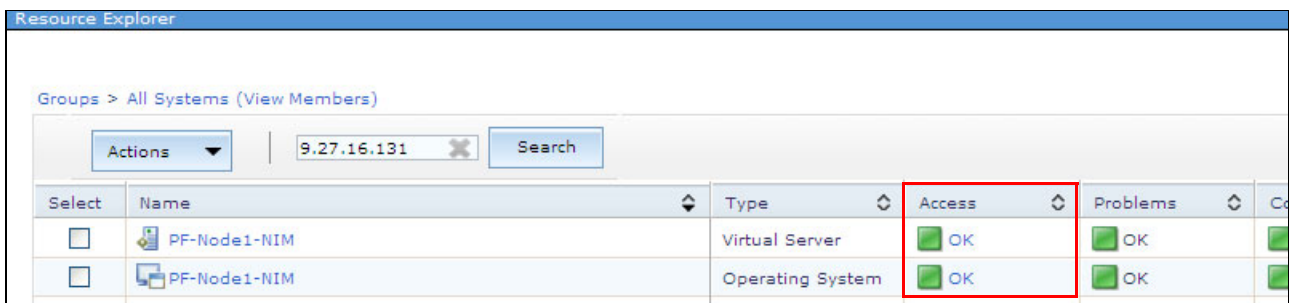 Resource Explorer
Groups > All Systems (View Members)
Actions 9.27.16.131 Search
Select Name Type Access Problems Co
PF-Node1-NIM Virtual Server OK OK
PF-Node1-NIM Operating System OK OK